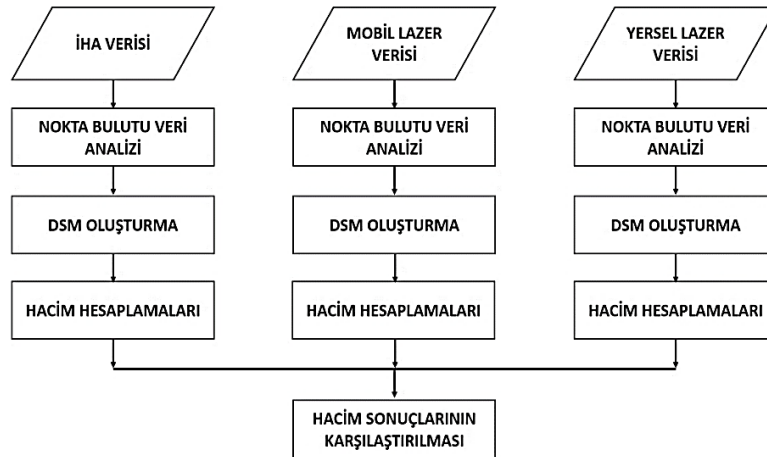 İHA VERİSİ
MOBİL LAZER
VERİSİ
YERSEL LAZER
VERİSİ
NOKTA BULUTU VERİ
ANALİZİ
NOKTA BULUTU VERİ
ANALİZİ
NOKTA BULUTU VERİ
ANALİZİ
DSM OLUŞTURMA
DSM OLUŞTURMA
DSM OLUŞTURMA
HACİM HESAPLAMALARI
HACİM HESAPLAMALARI
HACİM HESAPLAMALARI
HACİM SONUÇLARININ
KARŞILAŞTIRILMASI